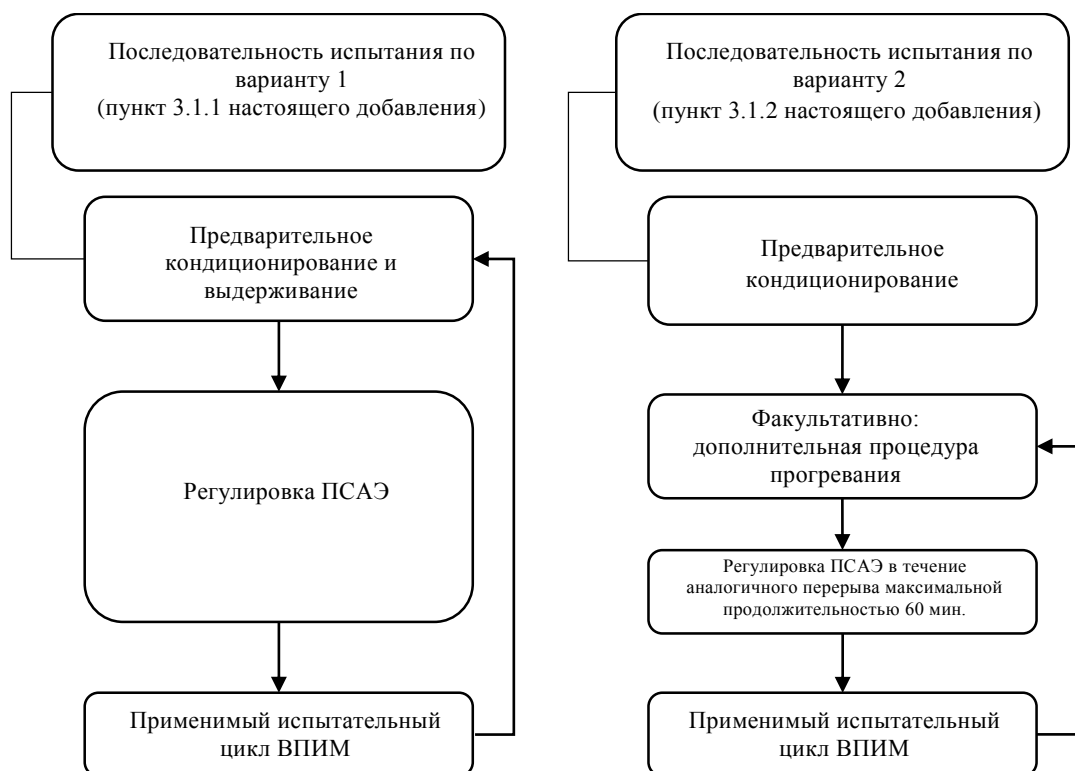 Последовательность испытания по
варианту 1
(пункт 3.1.1 настоящего добавления)
Предварительное
кондиционирование и
выдерживание
Регулировка ПСАЭ
Применимый испытательный
цикл ВПИМ
Последовательность испытания по
варианту 2
(пункт 3.1.2 настоящего добавления)
Предварительное
кондиционирование
Факультативно:
дополнительная процедура
прогревания
Регулировка ПСАЭ в течение
аналогичного перерыва максимальной
продолжительностью 60 мин.
Применимый испытательный
цикл ВПИМ